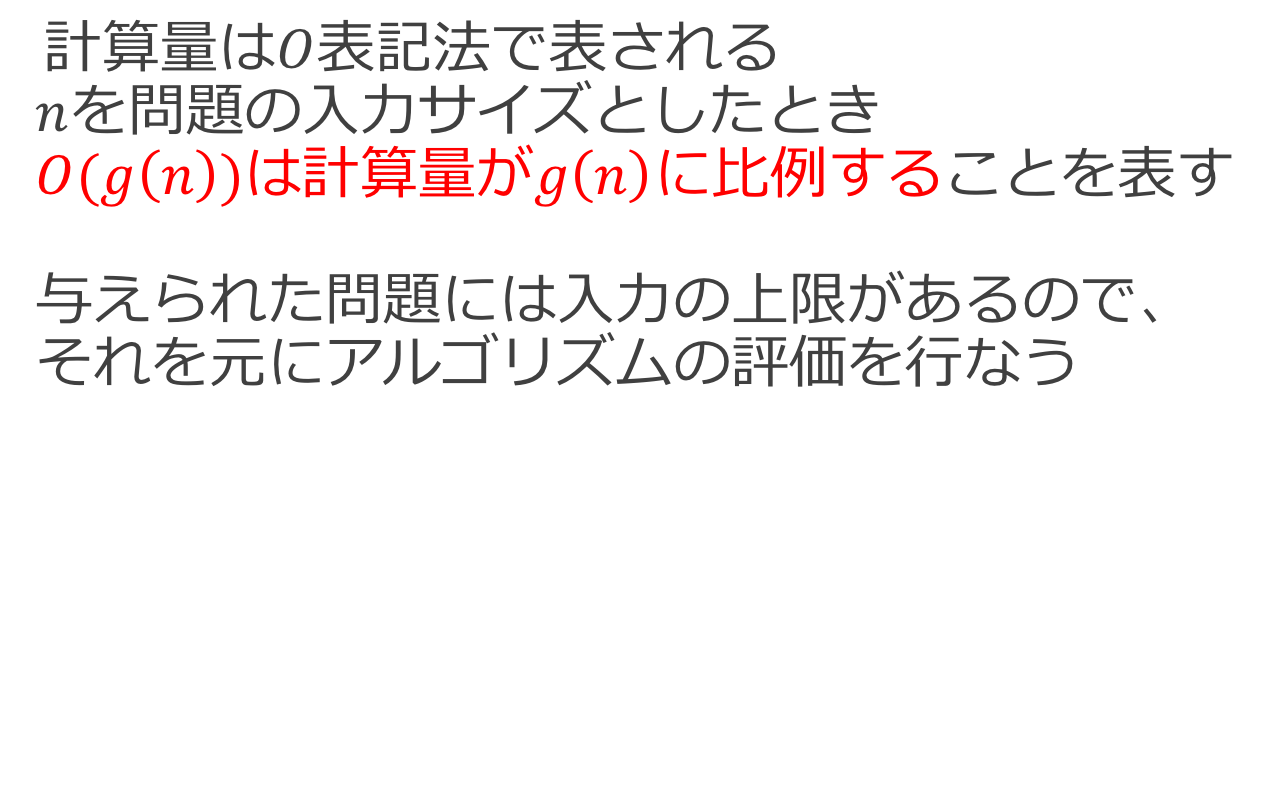 計算量はO表記法で表される
nを問題の入力サイズとしたとき
O(g(n))は計算量がg(n)に比例することを表す
与えられた問題には入力の上限があるので、
それを元にアルゴリズムの評価を行なう